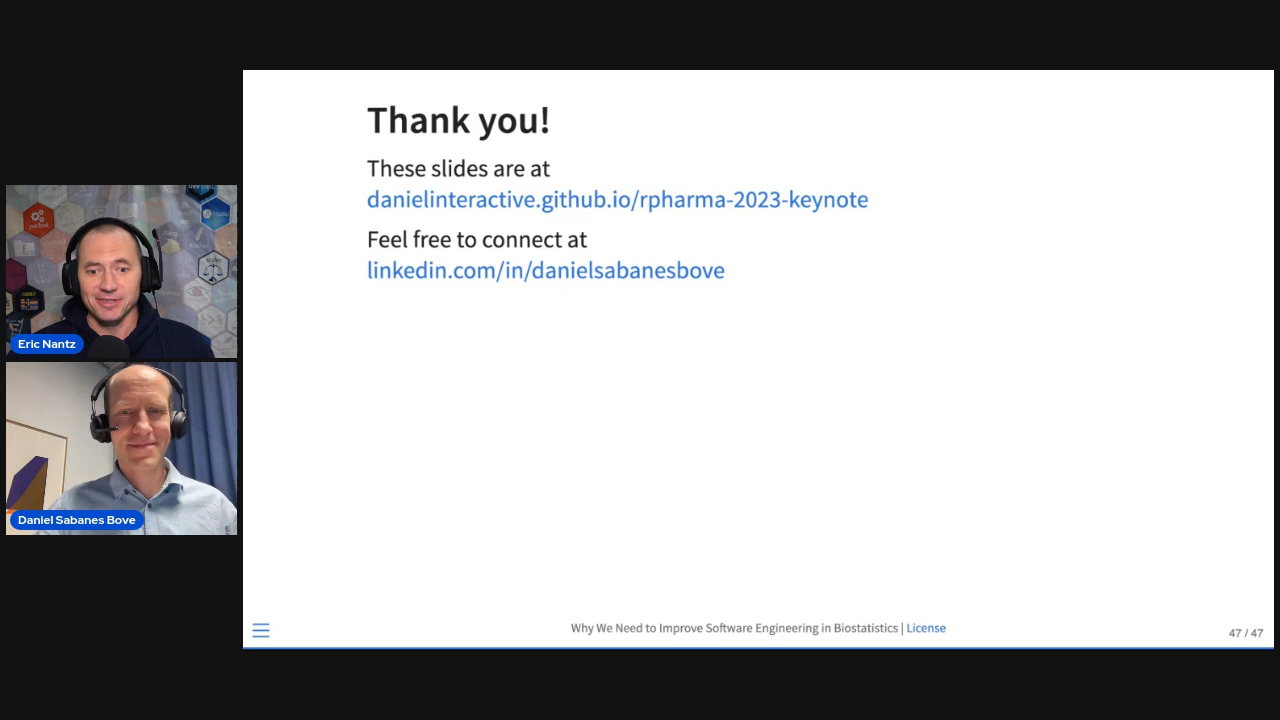 Thank you!
These slides are at
danielinteractive.github.io/rpharma-2023-keynote
Feel free to connect at
linkedin.com/in/danielsabanesbove
Eric Nantz
Daniel Sabanes Bove
Why We Need to Improve Software Engineering in Biostatistics | License
47 / 47